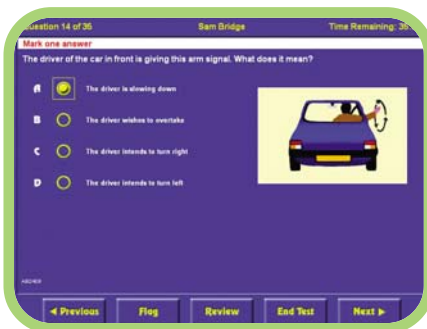 Question 14 of 35
Sam Bridge
Time Remaining: 38
Mark one answer
The driver of the car in front is giving this arm signal. What does it mean?
A The driver is slowing down
B The driver wishes to overtake
C The driver intends to turn right
D The driver intends to turn left
Previous
Flag
Review
End Test
Next